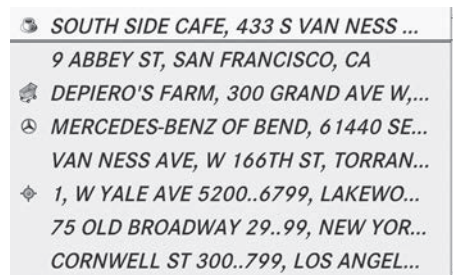 SOUTH SIDE CAFE, 433 S VAN NESS ...
9 ABBEY ST, SAN FRANCISCO, CA
DEPIERO'S FARM, 300 GRAND AVE W,...
MERCEDES-BENZ OF BEND, 61440 SE...
VAN NESS AVE, W 166TH ST, TORRAN...
1, W YALE AVE 5200..6799, LAKEWO...
75 OLD BROADWAY 29..99, NEW YOR...
CORNWELL ST 300..799, LOS ANGEL...